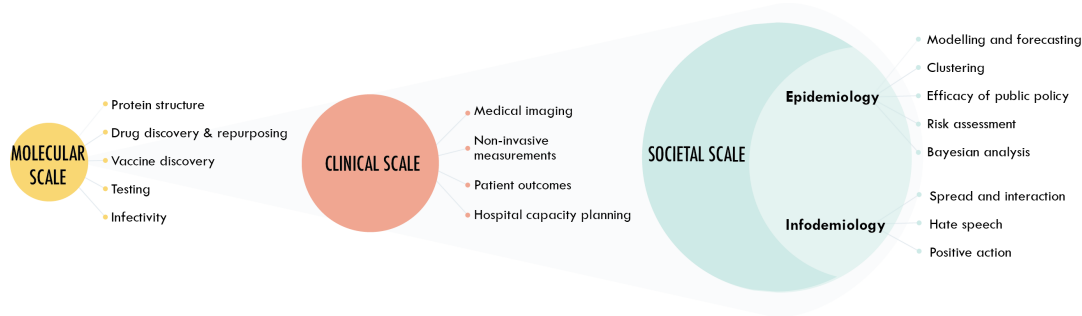 MOLECULAR
SCALE
Protein structure
Drug discovery & repurposing
Vaccine discovery
Testing
Infectivity
CLINICAL SCALE
Medical imaging
Non-invasive
measurements
Patient outcomes
Hospital capacity planning
SOCIETAL SCALE
Epidemiology
Modelling and forecasting
Clustering
Efficacy of public policy
Risk assessment
Bayesian analysis
Infodemiology
Spread and interaction
Hate speech
Positive action